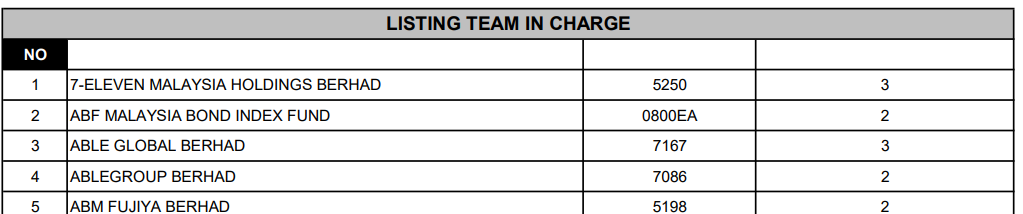 LISTING TEAM IN CHARGE
NO
1 7-ELEVEN MALAYSIA HOLDINGS BERHAD 5250 3
2 ABF MALAYSIA BOND INDEX FUND 0800EA 2
3 ABLE GLOBAL BERHAD 7167 3
4 ABLEGROUP BERHAD 7086 2
5 ABM FUJIYA BERHAD 5198 2